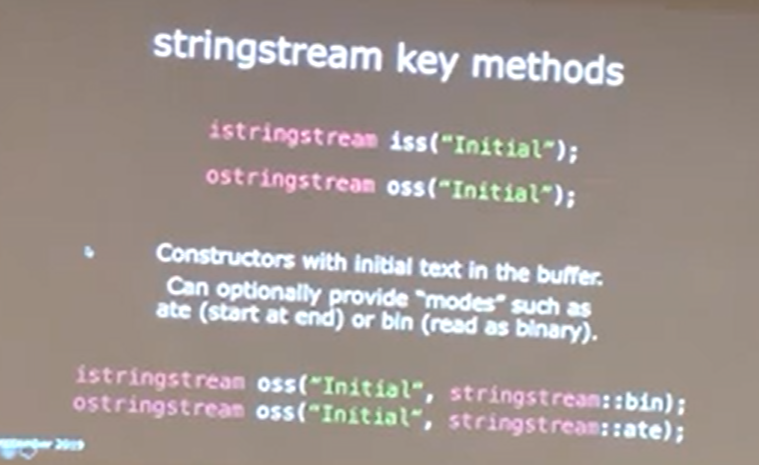 stringstream key methods
istringstream iss("Initial");
ostringstream oss("Initial");
Constructors with initial text in the buffer.
Can optionally provide "modes" such as
ate (start at end) or bin (read as binary).
istringstream oss("Initial", stringstream::bin);
ostringstream oss("Initial", stringstream::ate);
2019